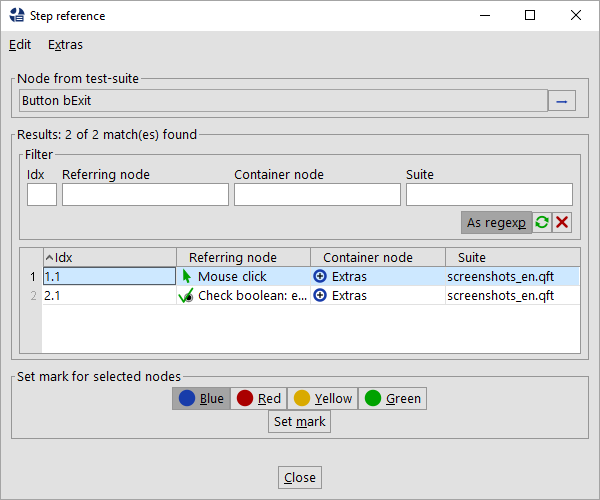 Step reference
Edit Extras
Node from test-suite
Button bExit
Results: 2 of 2 match(es) found
Filter
Idx Referring node Container node Suite
As regexp
Idx Referring node Container node Suite
1 1.1 Mouse click Extras screenshots_en.qft
2 2.1 Check boolean: e... Extras screenshots_en.qft
Set mark for selected nodes
Blue Red Yellow Green
Set mark
Close